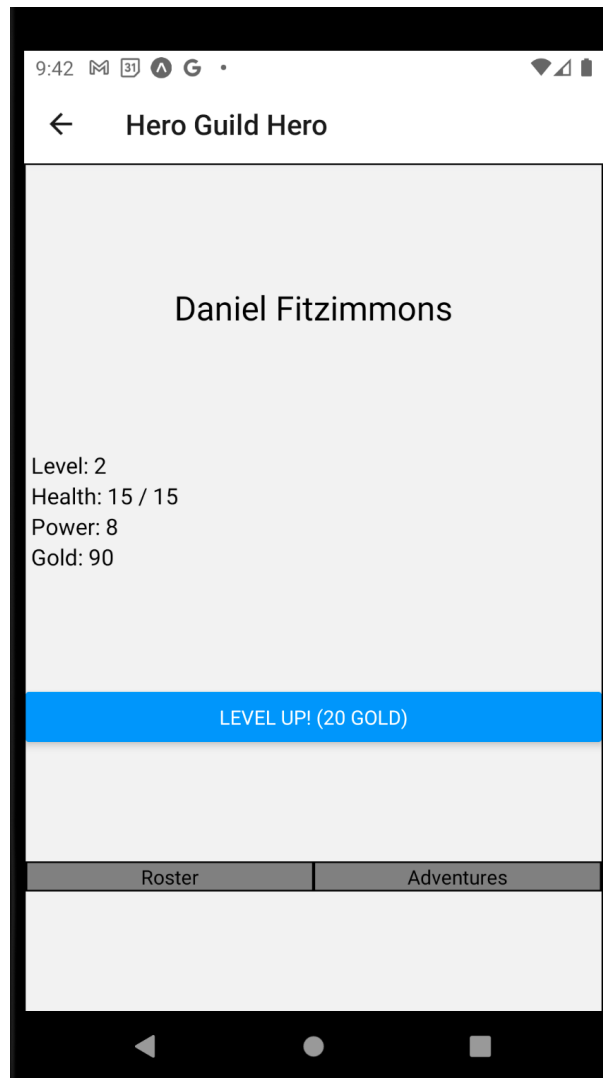 9:42 31 G
Hero Guild Hero
Daniel Fitzimmons
Level: 2
Health: 15 / 15
Power: 8
Gold: 90
LEVEL UP! (20 GOLD)
Roster Adventures